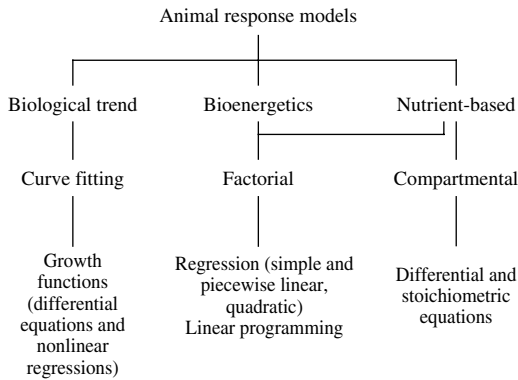 Animal response models
Biological trend
Bioenergetics
Nutrient-based
Curve fitting
Factorial
Compartmental
Growth
functions
(differential
equations and
nonlinear
regressions)
Regression (simple and
piecewise linear,
quadratic)
Linear programming
Differential and
stoichiometric
equations